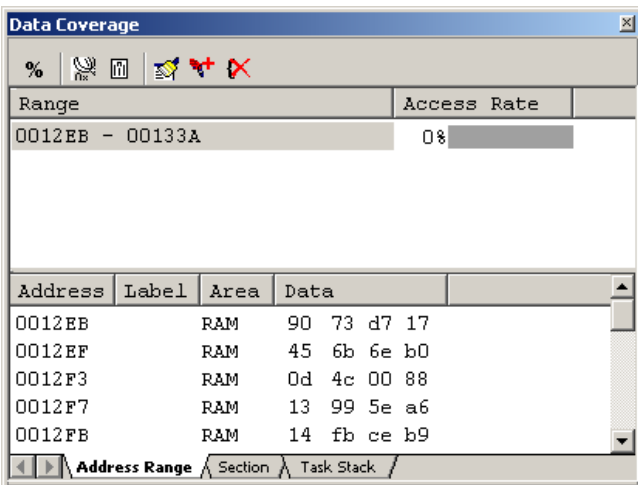 Data Coverage
%
Range Access Rate
0012EB - 00133A 0%
Address Label Area Data
0012EB RAM 90 73 d7 17
0012EF RAM 45 6b 6e b0
0012F3 RAM 0d 4c 00 88
0012F7 RAM 13 99 5e a6
0012FB RAM 14 fb ce b9
Address Range Section Task Stack